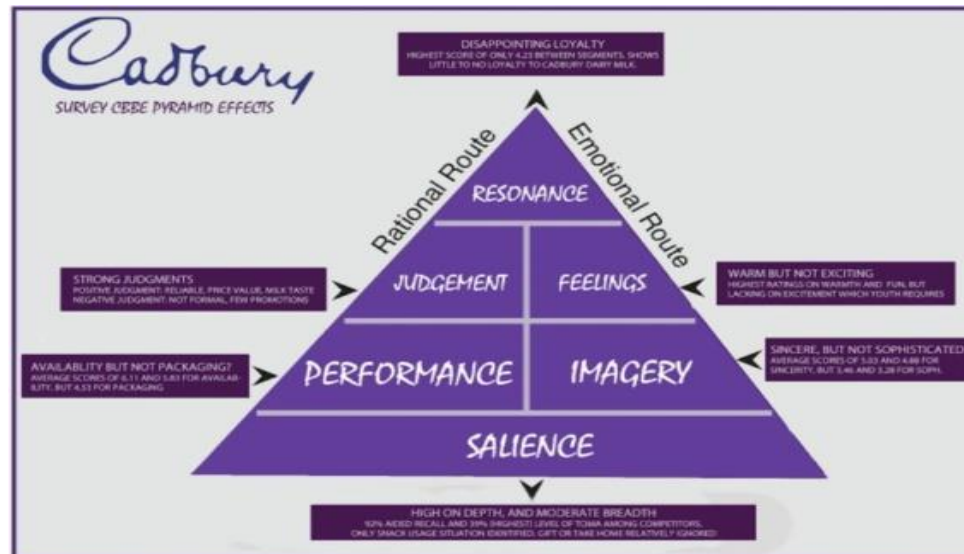 Cadbury
SURVEY CBBE PYRAMID EFFECTS
DISAPPOINTING LOYALTY
HIGHEST SCORE OF ONLY 4.23 BETWEEN SEGMENTS, SHOWS
LITTLE TO NO LOYALTY TO CADBURY DAIRY MILK.
Rational Route
Emotional Route
RESONANCE
STRONG JUDGMENTS
POSITIVE JUDGMENT: RELIABLE, PRICE VALUE, MILK TASTE
NEGATIVE JUDGMENT: NOT FORMAL, FEW PROMOTIONS
JUDGEMENT
FEELINGS
WARM BUT NOT EXCITING
HIGHEST RATINGS ON WARMTH AND FUN, BUT
LACKING ON EXCITEMENT WHICH YOUTH REQUIRES
AVAILABLITY BUT NOT PACKAGING?
AVERAGE SCORES OF 6.11 AND 5.83 FOR AVAILAB-
ILITY, BUT 4.53 FOR PACKAGING
PERFORMANCE
IMAGERY
SINCERE, BUT NOT SOPHISTICATED
AVERAGE SCORES OF 5.03 AND 4.88 FOR
SINCERITY, BUT 3.46 AND 3.28 FOR SOPH.
SALIENCE
HIGH ON DEPTH, AND MODERATE BREADTH
92% AIDED RECALL AND 39% (HIGHEST) LEVEL OF TOMA AMONG COMPETITORS,
ONLY SNACK USAGE SITUATION IDENTIFIED, GIFT OR TAKE HOME RELATIVELY IGNORED!